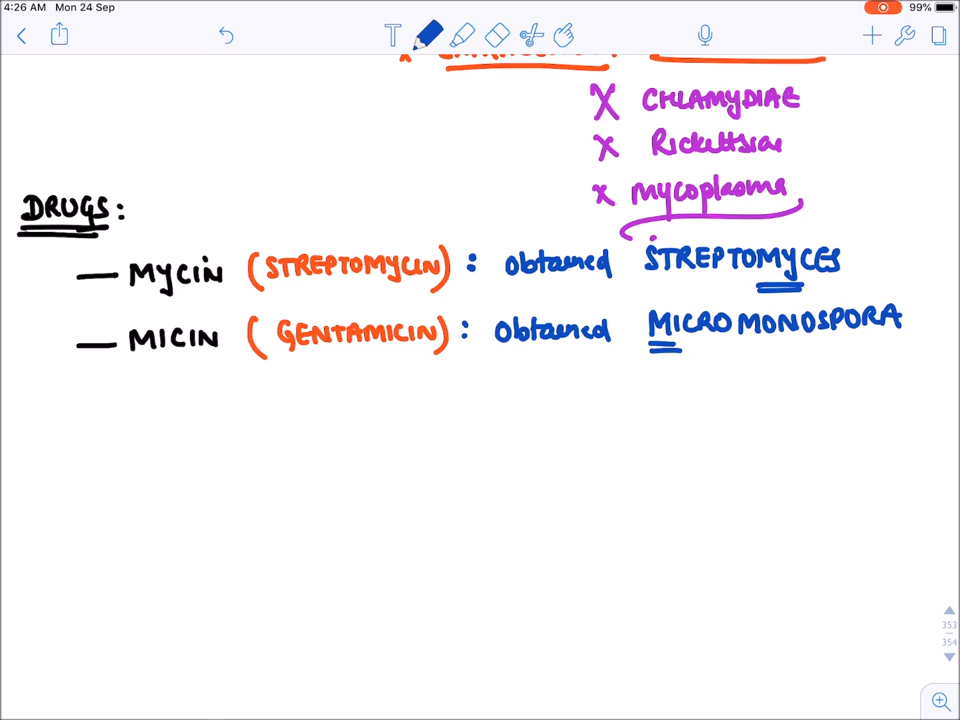 4:26 AM Mon 24 Sep 99%
T
X CHLAMYDIAE
x Rickettsiae
x Mycoplasma
DRUGS:
— MYCIN (STREPTOMYCIN) : Obtained STREPTOMYCES
— MICIN (GENTAMICIN) : Obtained MICROMONOSPORA
353
354